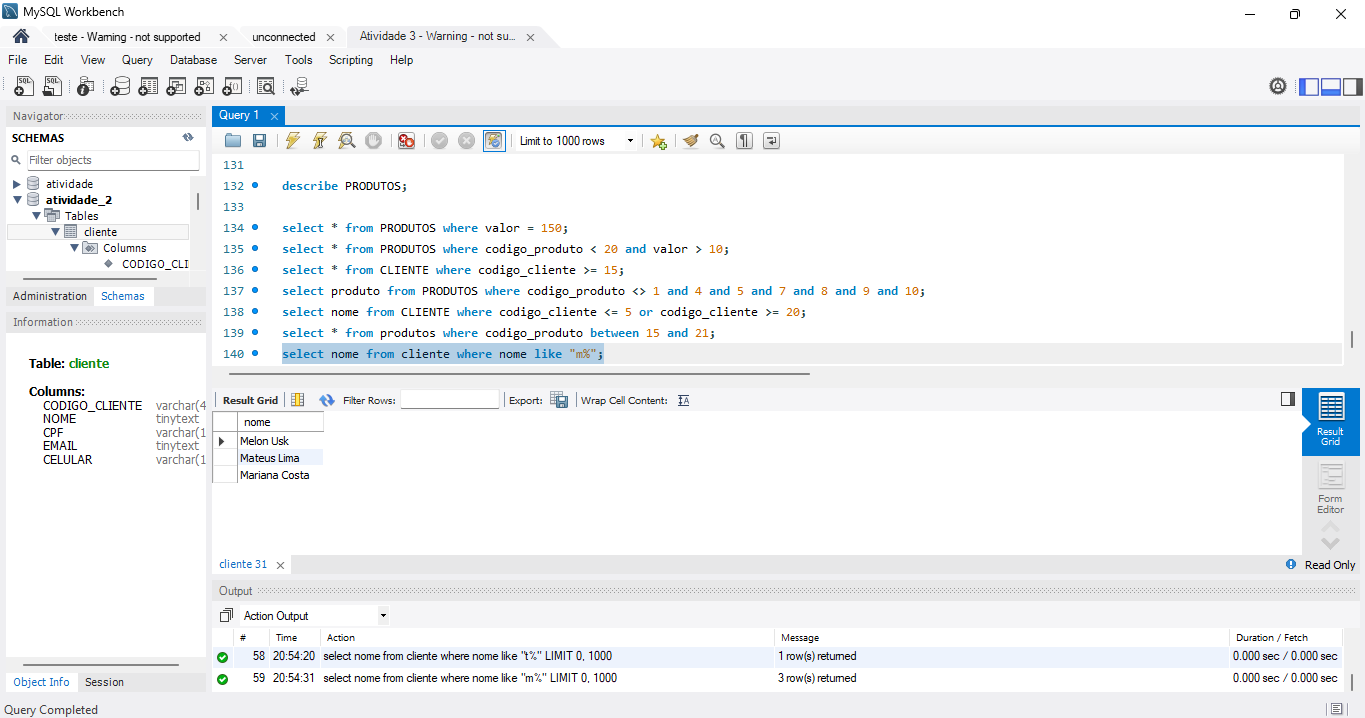 MySQL Workbench
teste - Warning - not supported
unconnected
Atividade 3 - Warning - not su...
File Edit View Query Database Server Tools Scripting Help
Navigator
SCHEMAS
Filter objects
atividade
atividade_2
Tables
cliente
Columns
CODIGO_CLI
Administration Schemas
Information
Table: cliente
Columns:
CODIGO_CLIENTE varchar(4
NOME tinytext
CPF varchar(1
EMAIL tinytext
CELULAR varchar(1
Object Info Session
Query 1
Limit to 1000 rows
131
132 describe PRODUTOS;
133
134 select * from PRODUTOS where valor = 150;
135 select * from PRODUTOS where codigo_produto < 20 and valor > 10;
136 select * from CLIENTE where codigo_cliente >= 15;
137 select produto from PRODUTOS where codigo_produto <> 1 and 4 and 5 and 7 and 8 and 9 and 10;
138 select nome from CLIENTE where codigo_cliente <= 5 or codigo_cliente >= 20;
139 select * from produtos where codigo_produto between 15 and 21;
140 select nome from cliente where nome like "m%";
Result Grid Filter Rows: Export: Wrap Cell Content:
nome
Melon Usk
Mateus Lima
Mariana Costa
Result
Grid
Form
Editor
cliente 31
Read Only
Output
Action Output
# Time Action Message Duration / Fetch
58 20:54:20 select nome from cliente where nome like "t%" LIMIT 0, 1000 1 row(s) returned 0.000 sec / 0.000 sec
59 20:54:31 select nome from cliente where nome like "m%" LIMIT 0, 1000 3 row(s) returned 0.000 sec / 0.000 sec
Query Completed